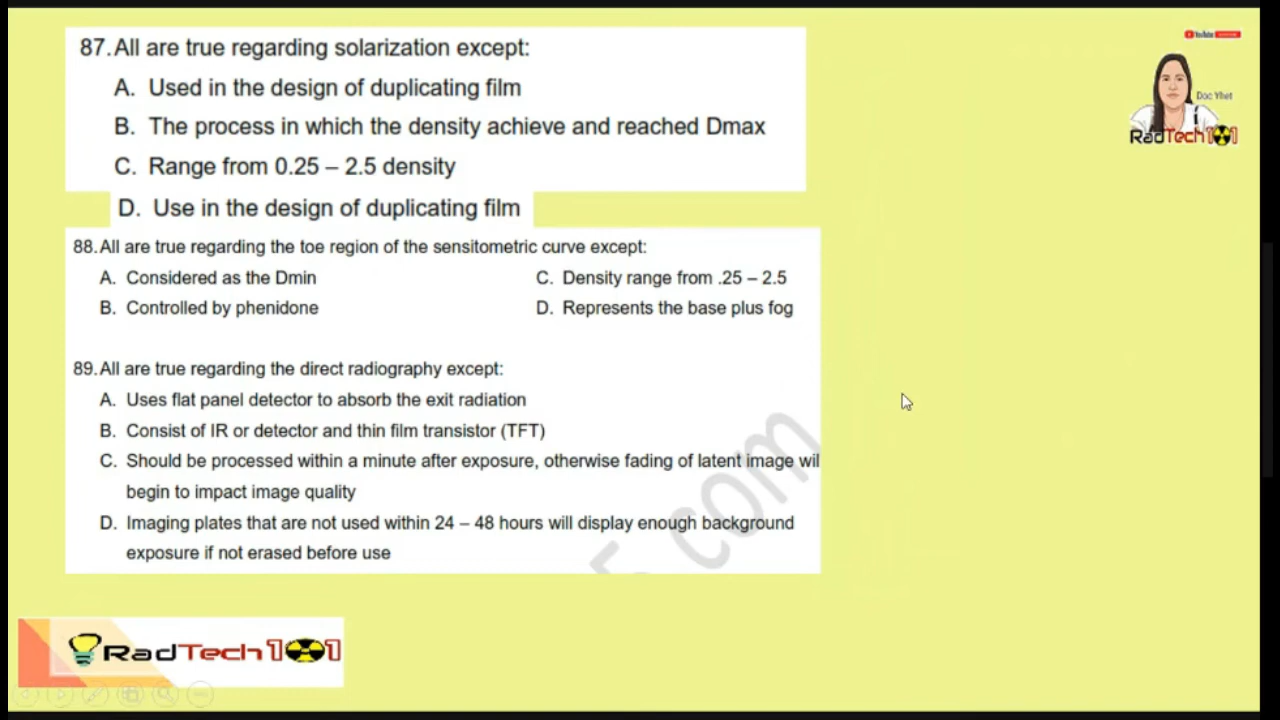 87. All are true regarding solarization except:
A. Used in the design of duplicating film
B. The process in which the density achieve and reached Dmax
C. Range from 0.25 – 2.5 density
D. Use in the design of duplicating film
88. All are true regarding the toe region of the sensitometric curve except:
A. Considered as the Dmin
C. Density range from .25 – 2.5
B. Controlled by phenidone
D. Represents the base plus fog
89. All are true regarding the direct radiography except:
A. Uses flat panel detector to absorb the exit radiation
B. Consist of IR or detector and thin film transistor (TFT)
C. Should be processed within a minute after exposure, otherwise fading of latent image wil
begin to impact image quality
D. Imaging plates that are not used within 24 – 48 hours will display enough background
exposure if not erased before use
5.com
YouTube
Doc Yhet
RadTech101
RadTech101